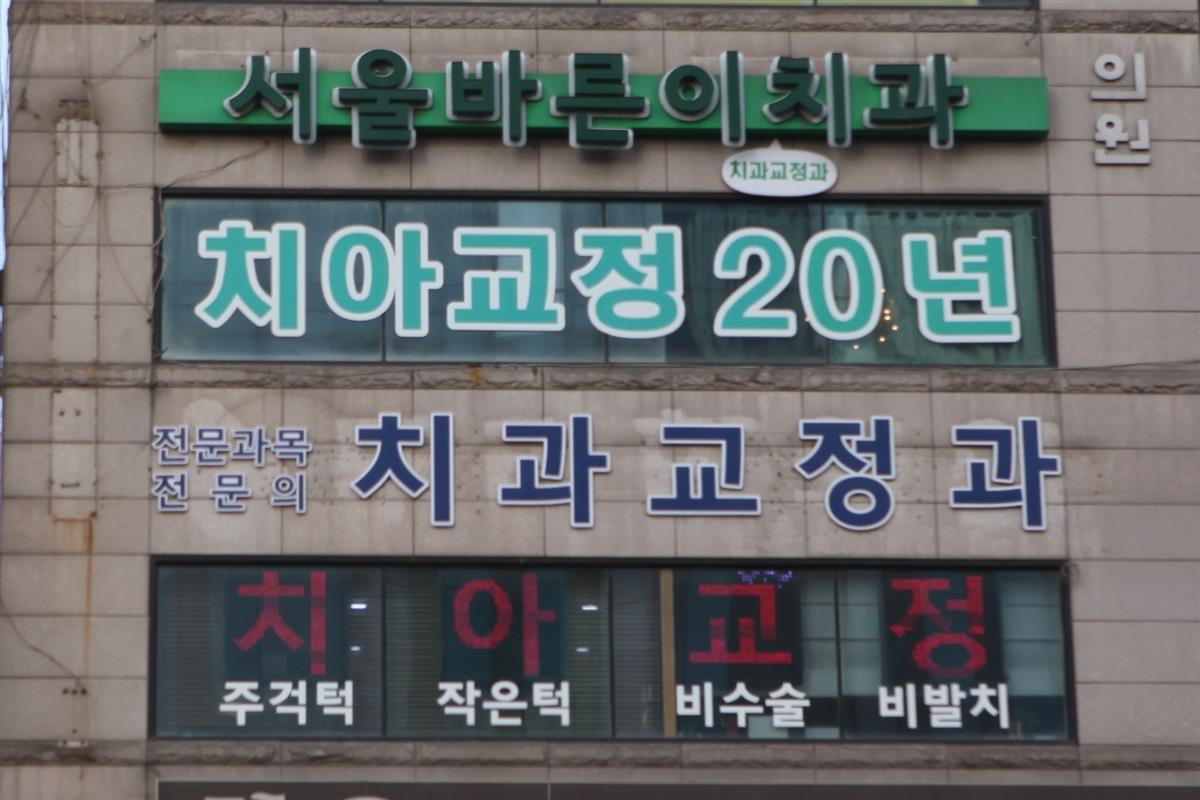 서울바른이치과 의원
치과교정과
치아교정 20년
전문과목
전문의
치과교정과
치아교정
주걱턱 작은턱 비수술 비발치